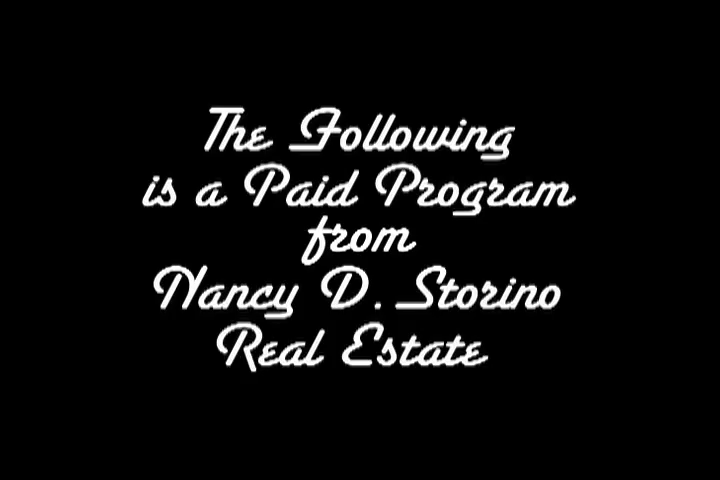 The Following
is a Paid Program
from
Nancy D. Storino
Real Estate